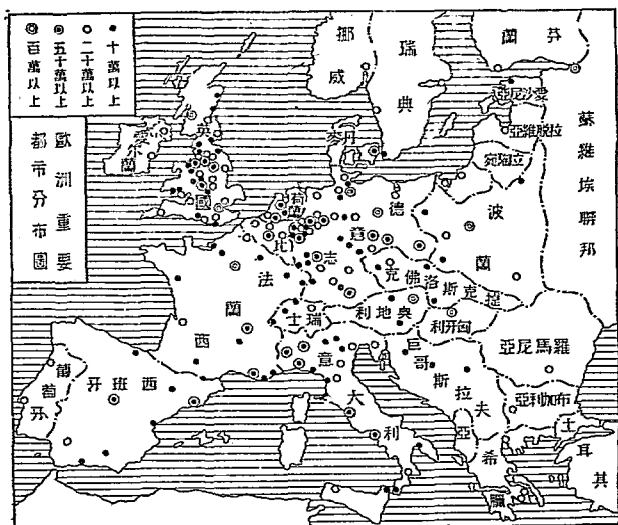 十萬以上
二十萬以上
五十萬以上
百萬以上
歐洲重要
都市分布圖
挪威
瑞典
芬蘭
愛沙尼亞
拉脫維亞
立陶宛
蘇維埃聯邦
英國
愛蘭
丹麥
荷蘭
比
德意志
波蘭
法蘭西
瑞士
捷克斯洛佛克
奧地利
匈牙利
羅馬尼亞
意大利
巨哥斯拉夫
布加利亞
亞
希臘
土耳其
西班牙
葡萄牙